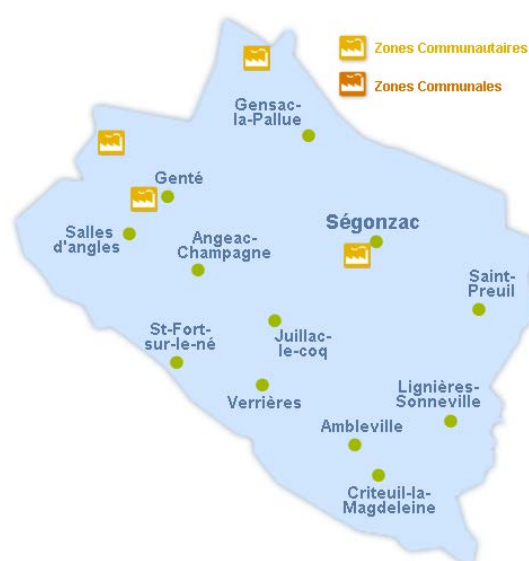 Zones Communautaires
Zones Communales
Gensac-
la-Pallue
Genté
Salles
d'angles
Angeac-
Champagne
Ségonzac
Saint-
Preuil
St-Fort-
sur-le-né
Juillac-
le-coq
Verrières
Lignières-
Sonneville
Ambleville
Criteuil-la-
Magdeleine